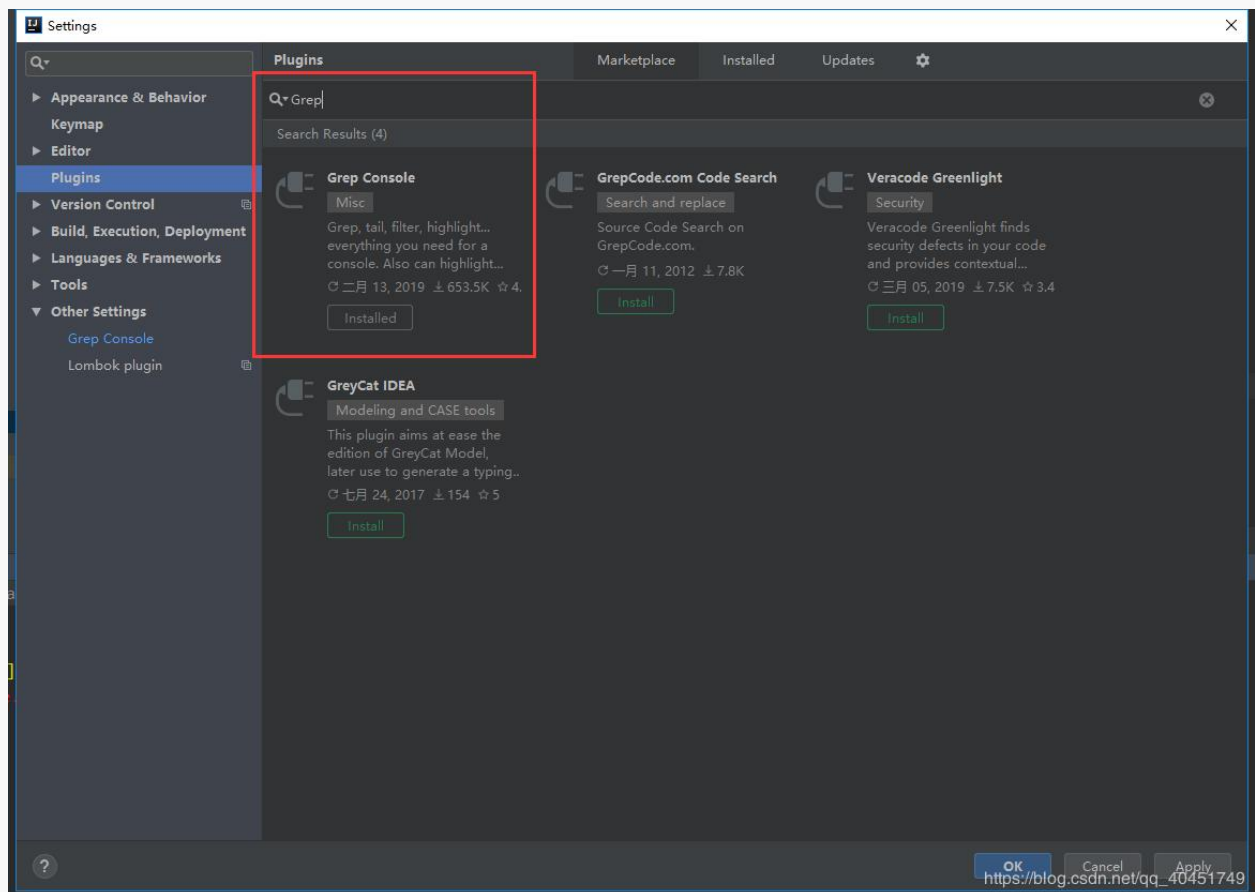 Settings
Plugins
Marketplace
Installed
Updates
Appearance & Behavior
Keymap
Editor
Plugins
Version Control
Build, Execution, Deployment
Languages & Frameworks
Tools
Other Settings
Grep Console
Lombok plugin
Grep
Search Results (4)
Grep Console
Misc
Grep, tail, filter, highlight...
everything you need for a
console. Also can highlight...
二月 13, 2019 653.5K 4.
Installed
GrepCode.com Code Search
Search and replace
Source Code Search on
GrepCode.com.
一月 11, 2012 7.8K
Install
Veracode Greenlight
Security
Veracode Greenlight finds
security defects in your code
and provides contextual...
三月 05, 2019 7.5K 3.4
Install
GreyCat IDEA
Modeling and CASE tools
This plugin aims at ease the
edition of GreyCat Model,
later use to generate a typing..
七月 24, 2017 154 5
Install
?
OK
Cancel
Apply
https://blog.csdn.net/qq_40451749